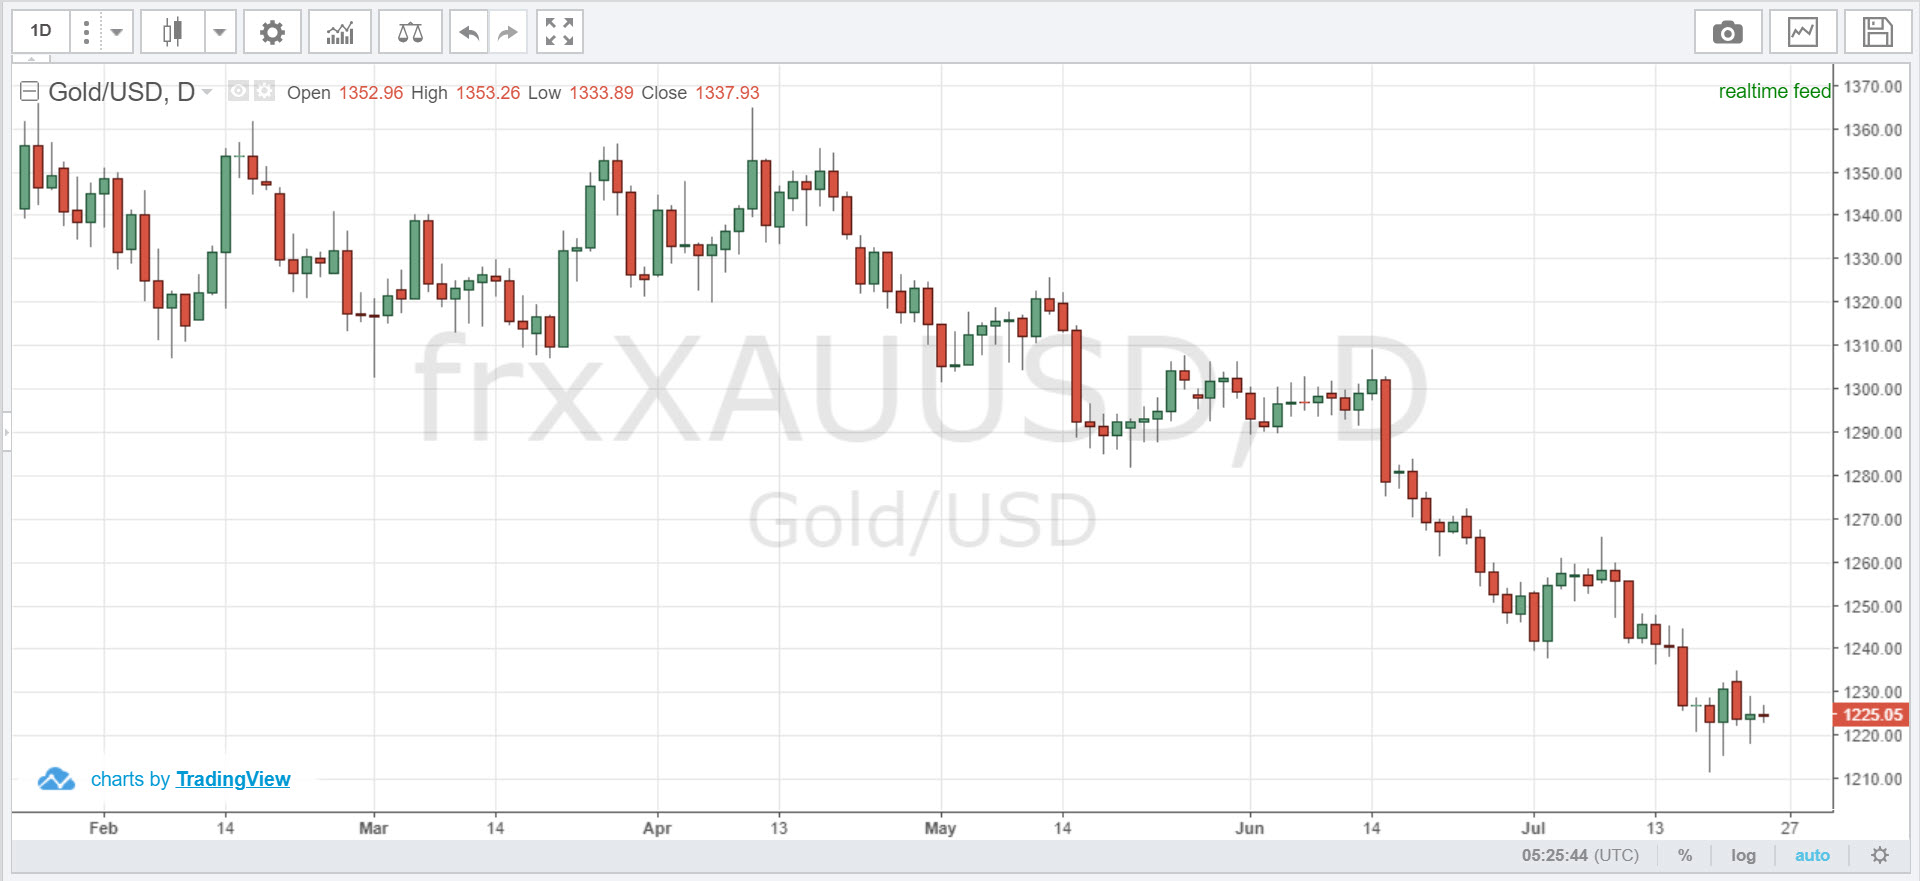 1D
Gold/USD, D Open 1352.96 High 1353.26 Low 1333.89 Close 1337.93
realtime feed
1370.00
1360.00
1350.00
1340.00
1330.00
1320.00
1310.00
1300.00
1290.00
1280.00
1270.00
1260.00
1250.00
1240.00
1230.00
1225.05
1220.00
1210.00
frxXAUUSD, D
Gold/USD
charts by TradingView
Feb 14 Mar 14 Apr 13 May 14 Jun 14 Jul 13 27
05:25:44 (UTC) % log auto